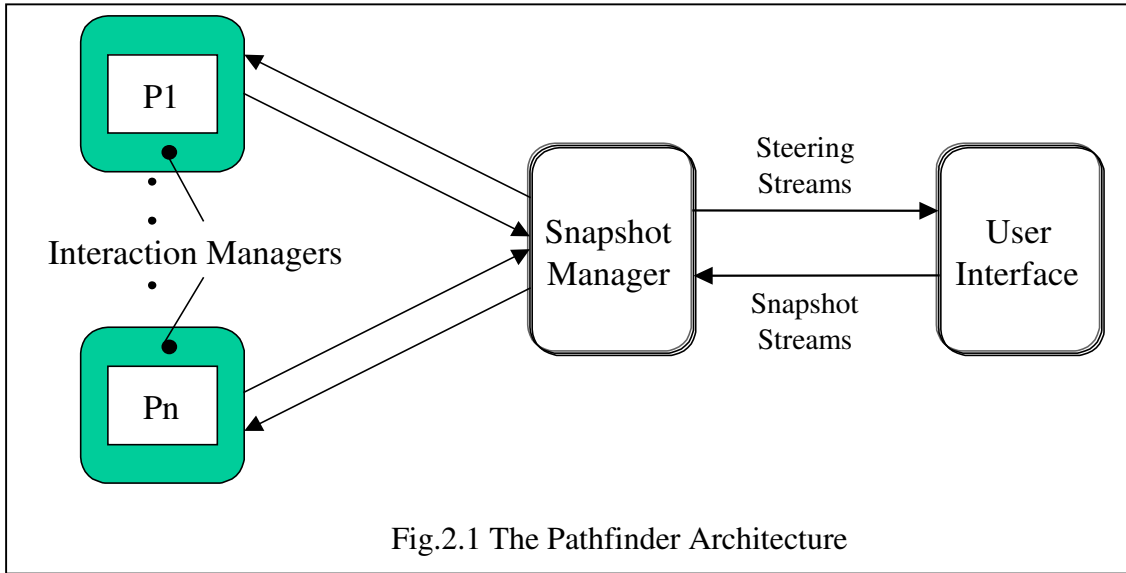 P1
Interaction Managers
Pn
Snapshot
Manager
Steering
Streams
Snapshot
Streams
User
Interface
Fig.2.1 The Pathfinder Architecture